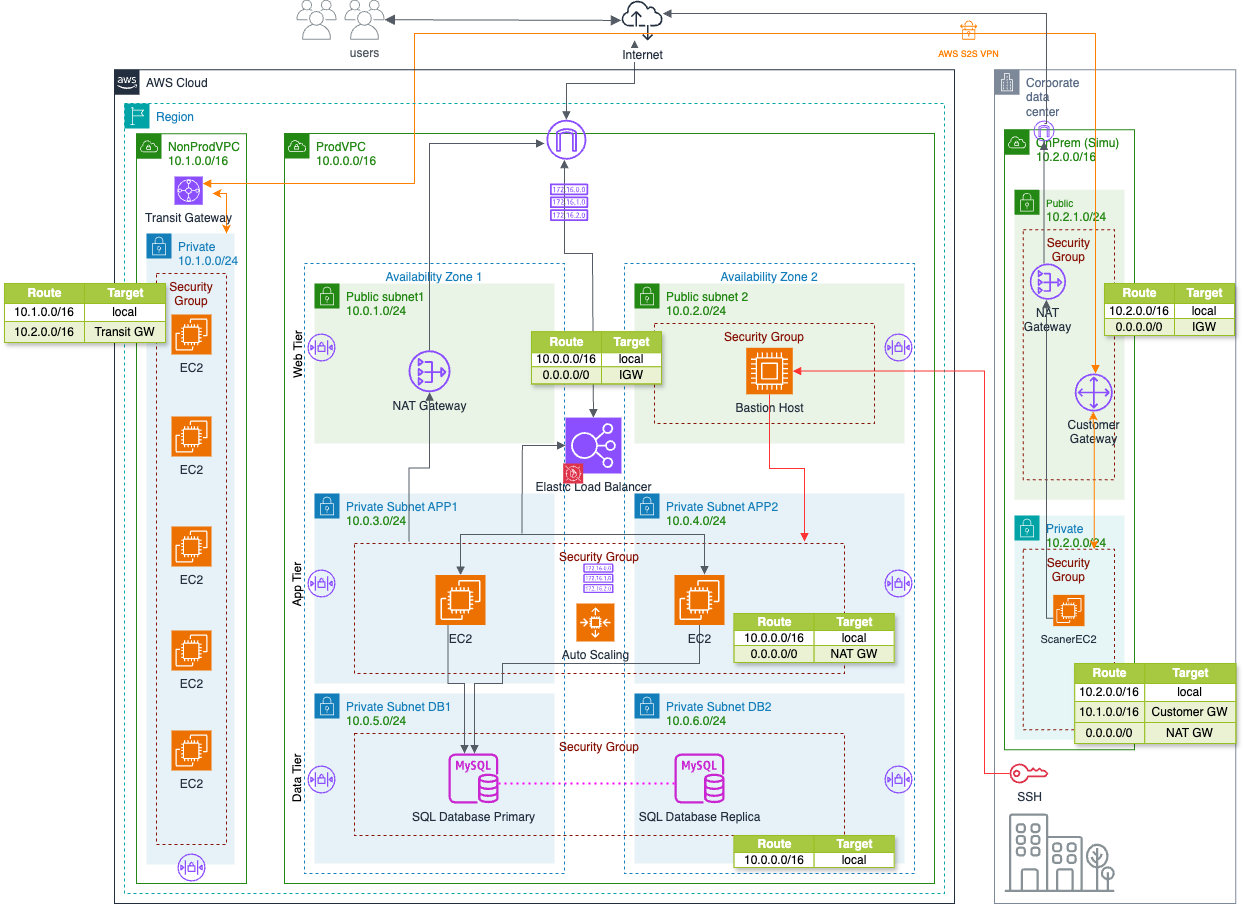 users
Internet
AWS S2S VPN
aws
AWS Cloud
Region
NonProdVPC
10.1.0.0/16
Transit Gateway
Private
10.1.0.0/24
Security
Group
Route Target
10.1.0.0/16 local
10.2.0.0/16 Transit GW
EC2
EC2
EC2
EC2
EC2
ProdVPC
10.0.0.0/16
172.16.0.0
172.16.1.0
172.16.2.0
Availability Zone 1
Availability Zone 2
Web Tier
Public subnet1
10.0.1.0/24
NAT Gateway
Route Target
10.0.0.0/16 local
0.0.0.0/0 IGW
Public subnet 2
10.0.2.0/24
Security Group
Bastion Host
Elastic Load Balancer
App Tier
Private Subnet APP1
10.0.3.0/24
Private Subnet APP2
10.0.4.0/24
Security Group
172.16.0.0
172.16.1.0
172.16.2.0
EC2
Auto Scaling
EC2
Route Target
10.0.0.0/16 local
0.0.0.0/0 NAT GW
Data Tier
Private Subnet DB1
10.0.5.0/24
Private Subnet DB2
10.0.6.0/24
Security Group
MySQL
MySQL
SQL Database Primary
SQL Database Replica
Route Target
10.0.0.0/16 local
Corporate
data
center
OnPrem (Simu)
10.2.0.0/16
Public
10.2.1.0/24
Security
Group
NAT
Gateway
Route Target
10.2.0.0/16 local
0.0.0.0/0 IGW
Customer
Gateway
Private
10.2.0.0/24
Security
Group
ScanerEC2
Route Target
10.2.0.0/16 local
10.1.0.0/16 Customer GW
0.0.0.0/0 NAT GW
SSH